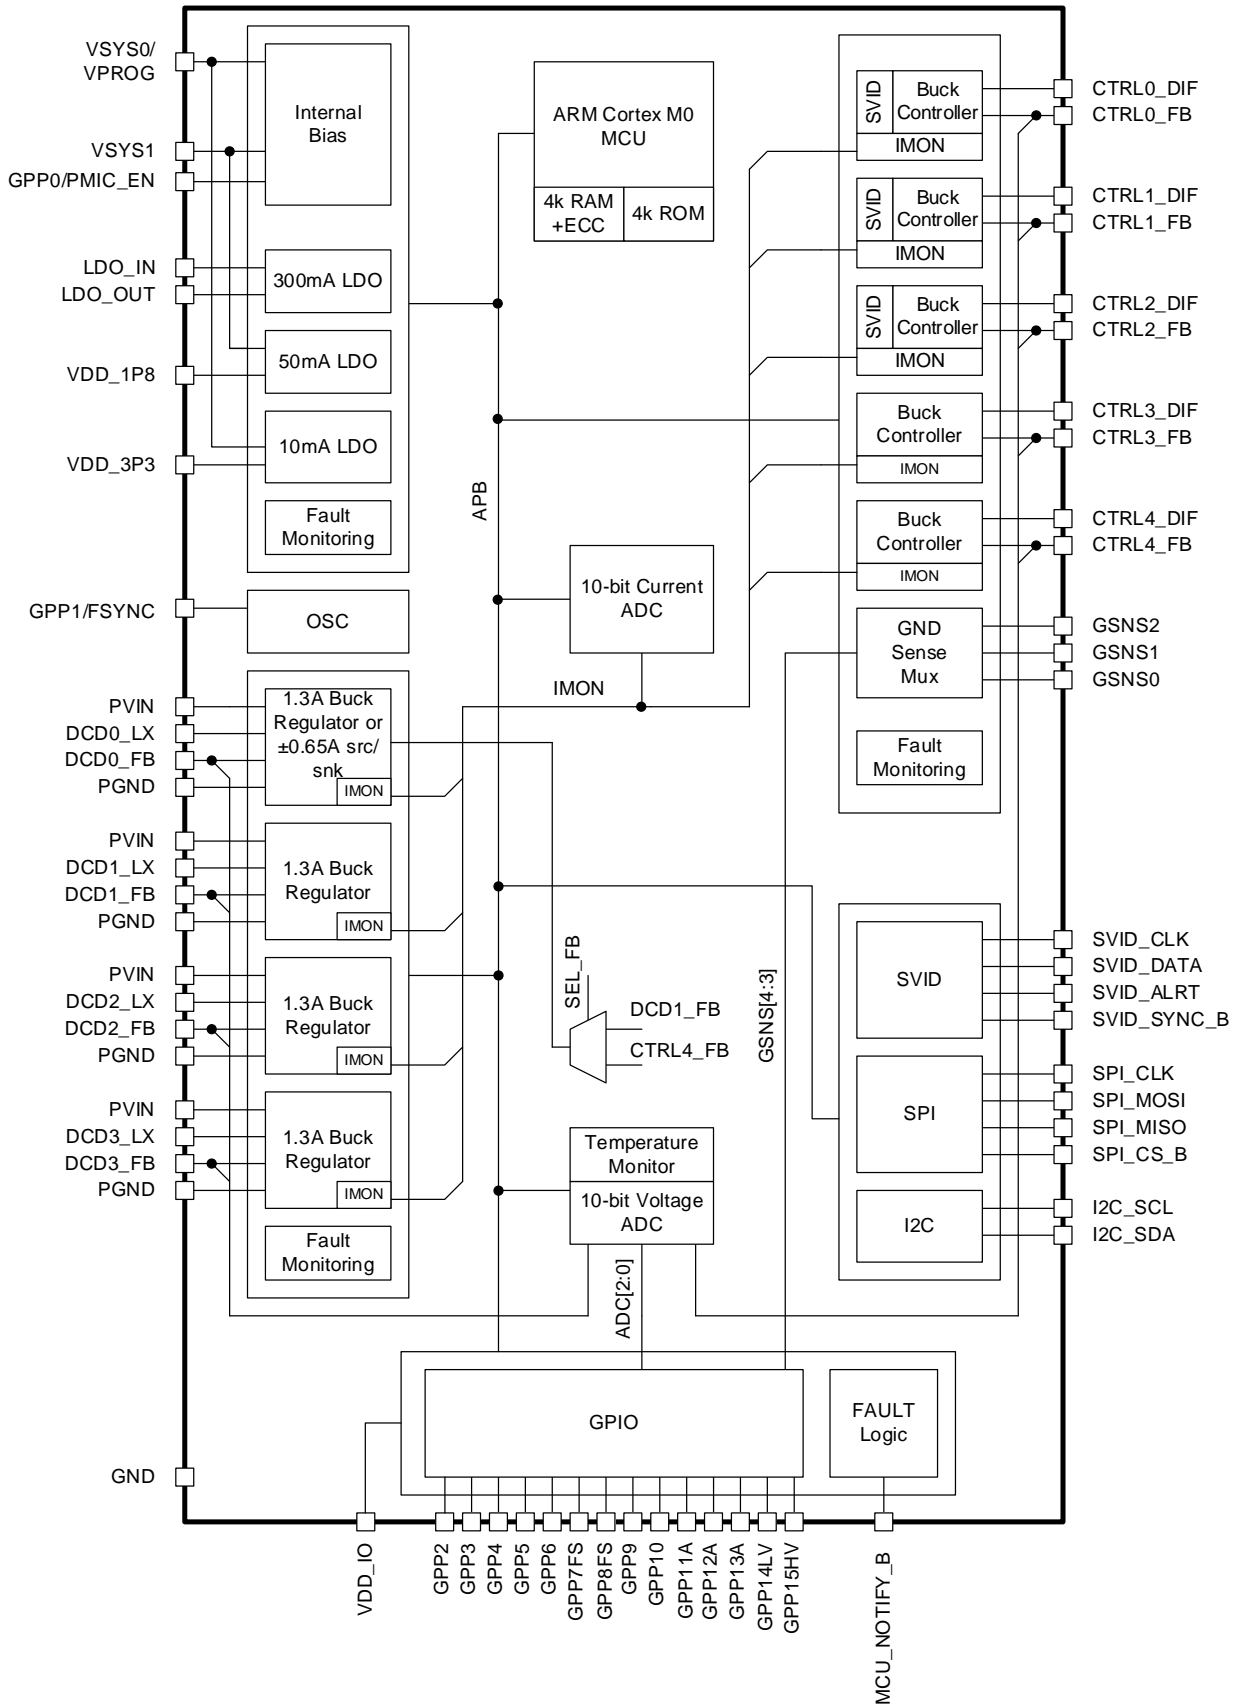 VSYS0/
VPROG
VSYS1
GPP0/PMIC_EN
LDO_IN
LDO_OUT
VDD_1P8
VDD_3P3
GPP1/FSYNC
PVIN
DCD0_LX
DCD0_FB
PGND
PVIN
DCD1_LX
DCD1_FB
PGND
PVIN
DCD2_LX
DCD2_FB
PGND
PVIN
DCD3_LX
DCD3_FB
PGND
GND
Internal
Bias
300mA LDO
50mA LDO
10mA LDO
Fault
Monitoring
OSC
1.3A Buck
Regulator or
±0.65A src/
snk
IMON
1.3A Buck
Regulator
IMON
1.3A Buck
Regulator
IMON
1.3A Buck
Regulator
IMON
Fault
Monitoring
ARM Cortex M0
MCU
4k RAM
+ECC
4k ROM
APB
10-bit Current
ADC
IMON
SEL_FB
DCD1_FB
CTRL4_FB
GSNS[4:3]
Temperature
Monitor
10-bit Voltage
ADC
ADC[2:0]
GPIO
FAULT
Logic
SVID
Buck
Controller
IMON
SVID
Buck
Controller
IMON
SVID
Buck
Controller
IMON
Buck
Controller
IMON
Buck
Controller
IMON
GND
Sense
Mux
Fault
Monitoring
SVID
SPI
I2C
CTRL0_DIF
CTRL0_FB
CTRL1_DIF
CTRL1_FB
CTRL2_DIF
CTRL2_FB
CTRL3_DIF
CTRL3_FB
CTRL4_DIF
CTRL4_FB
GSNS2
GSNS1
GSNS0
SVID_CLK
SVID_DATA
SVID_ALRT
SVID_SYNC_B
SPI_CLK
SPI_MOSI
SPI_MISO
SPI_CS_B
I2C_SCL
I2C_SDA
VDD_IO
GPP2
GPP3
GPP4
GPP5
GPP6
GPP7FS
GPP8FS
GPP9
GPP10
GPP11A
GPP12A
GPP13A
GPP14LV
GPP15HV
MCU_NOTIFY_B